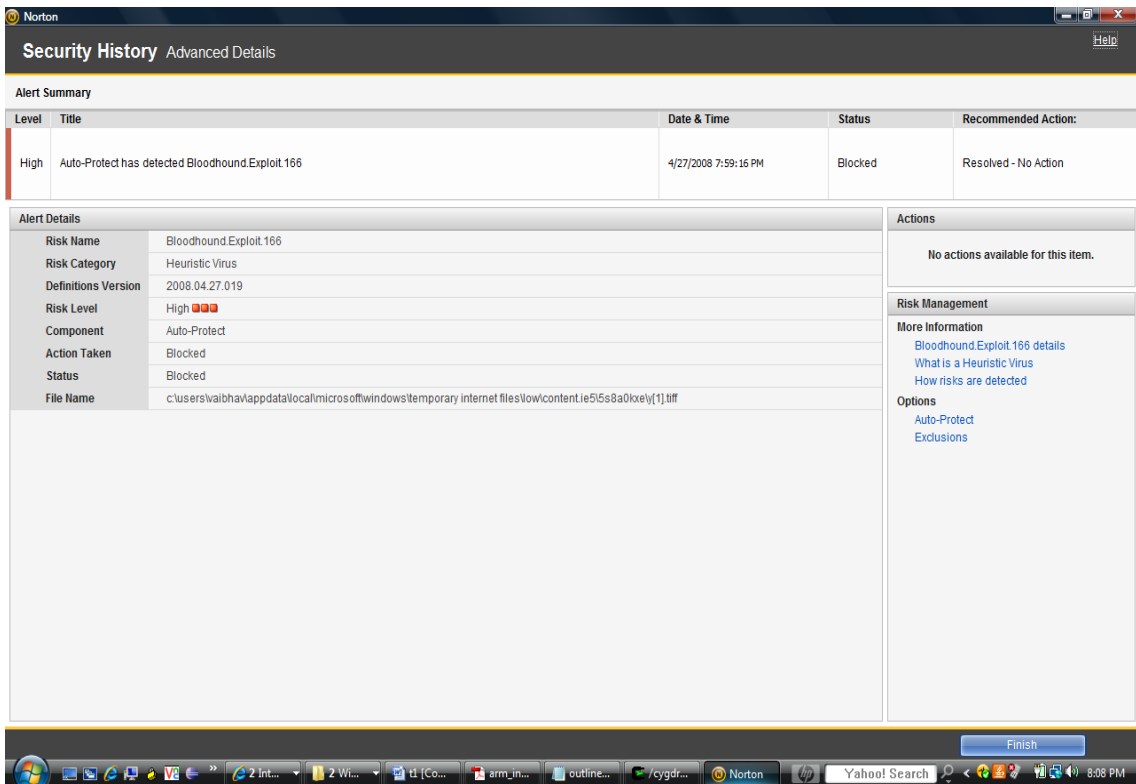 Norton
Help
Security History Advanced Details
Alert Summary
Level Title Date & Time Status Recommended Action:
High Auto-Protect has detected Bloodhound.Exploit.166 4/27/2008 7:59:16 PM Blocked Resolved - No Action
Alert Details
Risk Name Bloodhound.Exploit.166
Risk Category Heuristic Virus
Definitions Version 2008.04.27.019
Risk Level High
Component Auto-Protect
Action Taken Blocked
Status Blocked
File Name c:\users\vaibhav\appdata\local\microsoft\windows\temporary internet files\low\content.ie5\5s8a0kxe\y[1].tiff
Actions
No actions available for this item.
Risk Management
More Information
Bloodhound.Exploit.166 details
What is a Heuristic Virus
How risks are detected
Options
Auto-Protect
Exclusions
Finish
2 Int... 2 Wi... t1 [Co... arm_in... outline... /cygdr... Norton Yahoo! Search 8:08 PM